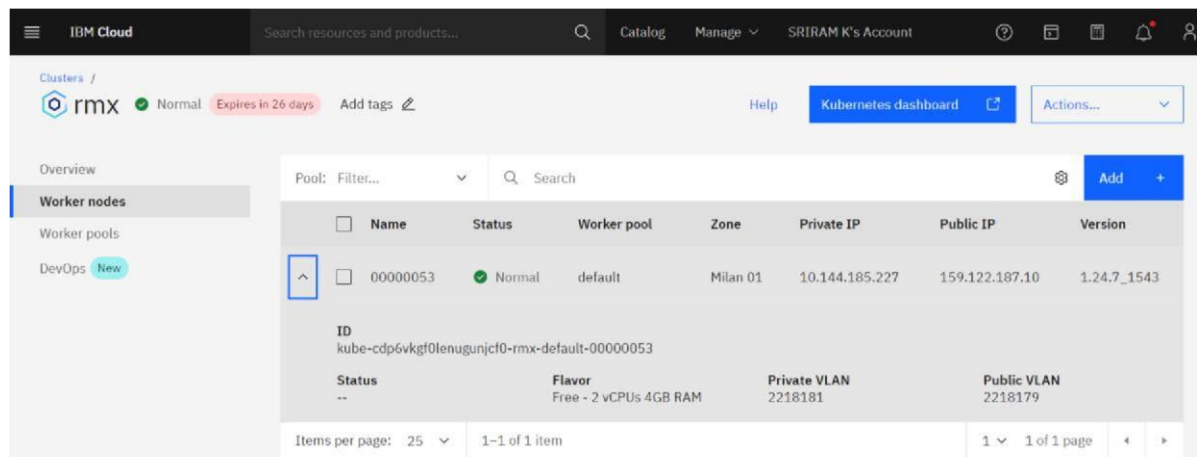 IBM Cloud Search resources and products... Catalog Manage SRIRAM K's Account
Clusters /
rmx Normal Expires in 26 days Add tags Help Kubernetes dashboard Actions...
Overview
Worker nodes
Worker pools
DevOps New
Pool: Filter... Search Add +
Name Status Worker pool Zone Private IP Public IP Version
00000053 Normal default Milan 01 10.144.185.227 159.122.187.10 1.24.7_1543
ID
kube-cdp6vkgf0lenugunjcf0-rmx-default-00000053
Status Flavor Private VLAN Public VLAN
-- Free - 2 vCPUs 4GB RAM 2218181 2218179
Items per page: 25 1–1 of 1 item 1 1 of 1 page